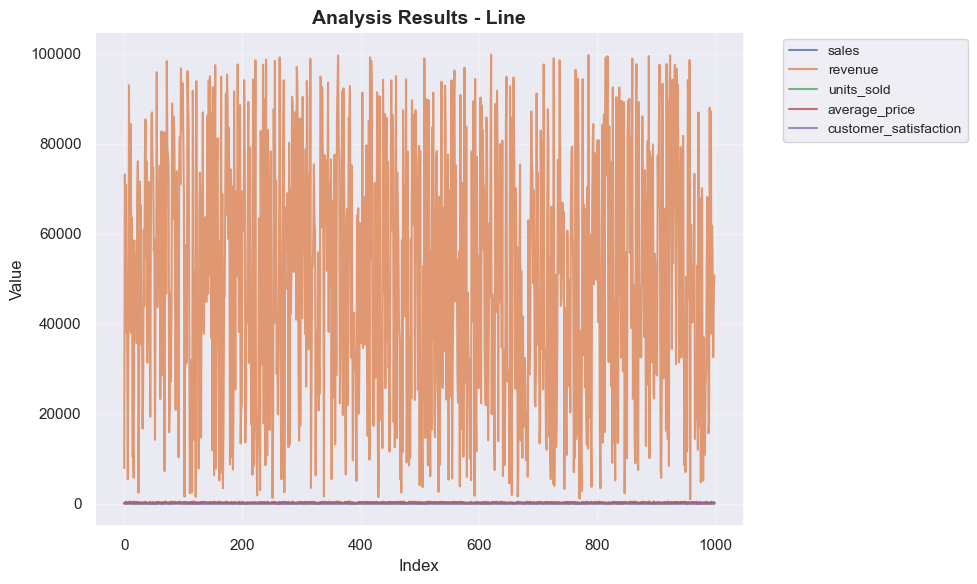 Analysis Results - Line
sales
revenue
units_sold
average_price
customer_satisfaction
100000
80000
60000
40000
20000
0
Value
0 200 400 600 800 1000
Index